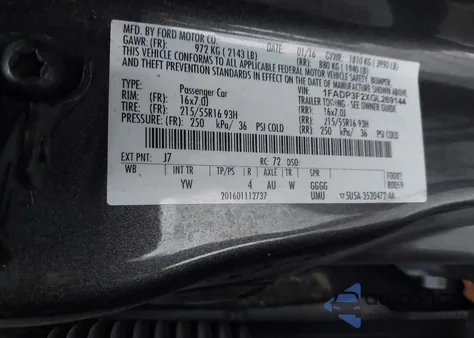 MFD. BY FORD MOTOR CO.
DATE: 01/16 GVWR: 1810 KG (3990 LB)
GAWR: (FR): 972 KG (2143 LB) (RR): 880 KG (1940 LB)
THIS VEHICLE CONFORMS TO ALL APPLICABLE FEDERAL MOTOR VEHICLE SAFETY, BUMPER,
AND THEFT PREVENTION STANDARDS IN EFFECT ON THE DATE OF MANUFACTURE SHOWN ABOVE
VIN: 1FADP3F2XGL269144
TYPE: Passenger Car TRAILER TOWING, SEE OWNER GUIDE
RIM: (FR): 16x7.0J (RR): 16x7.0J
TIRE: (FR): 215/55R16 93H (RR): 215/55R16 93H
PRESSURE: (FR): 250 kPa/ 36 PSI COLD (RR): 250 kPa/ 36 PSI COLD
EXT PNT: J7 RC: 72 DSO:
WB INT TR TP/PS R AXLE TR SPR
YW 4 AU W GGGG UMU
201601112737 5U5A-3520472-AA